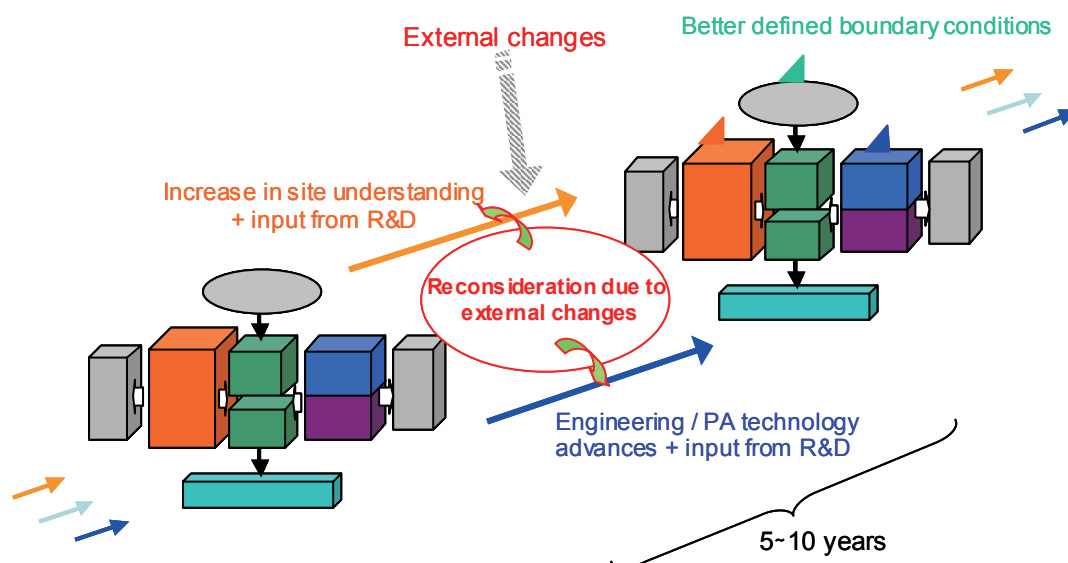 External changes
Better defined boundary conditions
Increase in site understanding
+ input from R&D
Reconsideration due to
external changes
Engineering / PA technology
advances + input from R&D
5~10 years